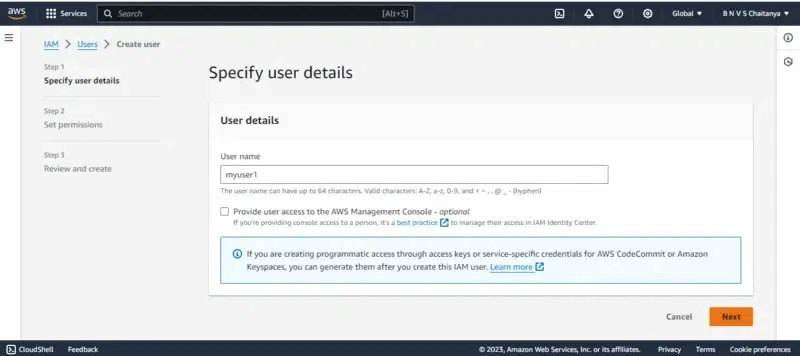 aws
Services
Search [Alt+S]
Global
B N V S Chaitanya
IAM > Users > Create user
Step 1
Specify user details
Step 2
Set permissions
Step 3
Review and create
Specify user details
User details
User name
myuser1
The user name can have up to 64 characters. Valid characters: A-Z, a-z, 0-9, and + = , . @ _ - (hyphen)
Provide user access to the AWS Management Console - optional
If you're providing console access to a person, it's a best practice to manage their access in IAM Identity Center.
If you are creating programmatic access through access keys or service-specific credentials for AWS CodeCommit or Amazon
Keyspaces, you can generate them after you create this IAM user. Learn more
Cancel
Next
CloudShell
Feedback
© 2023, Amazon Web Services, Inc. or its affiliates.
Privacy
Terms
Cookie preferences